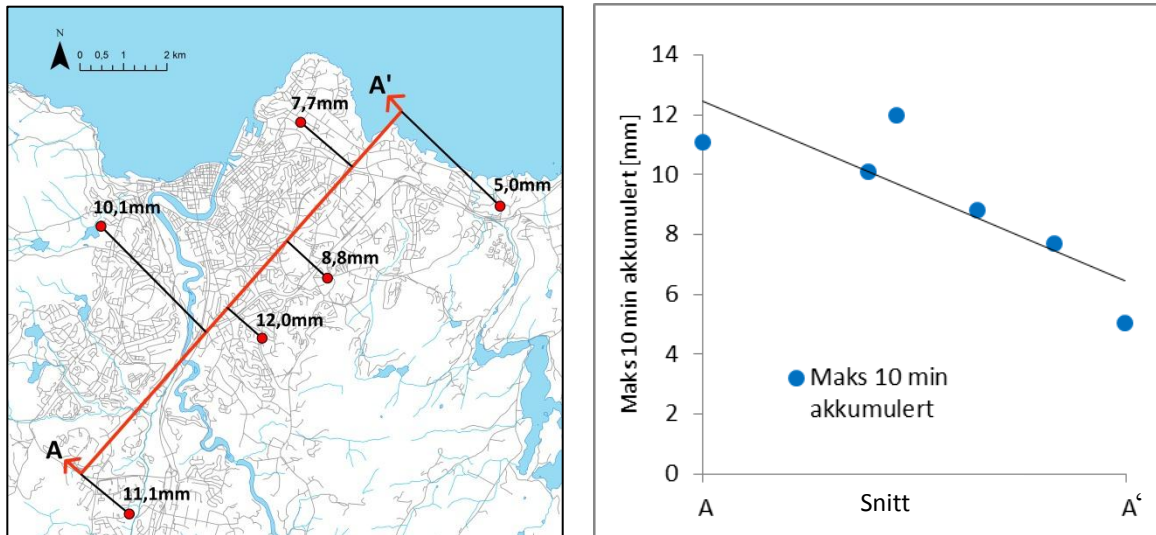 N
0 0,5 1 2 km
A'
7,7mm
5,0mm
10,1mm
8,8mm
12,0mm
A
11,1mm
Maks 10 min akkumulert [mm]
14
12
10
8
6
4
2
0
Maks 10 min
akkumulert
A Snitt A‘